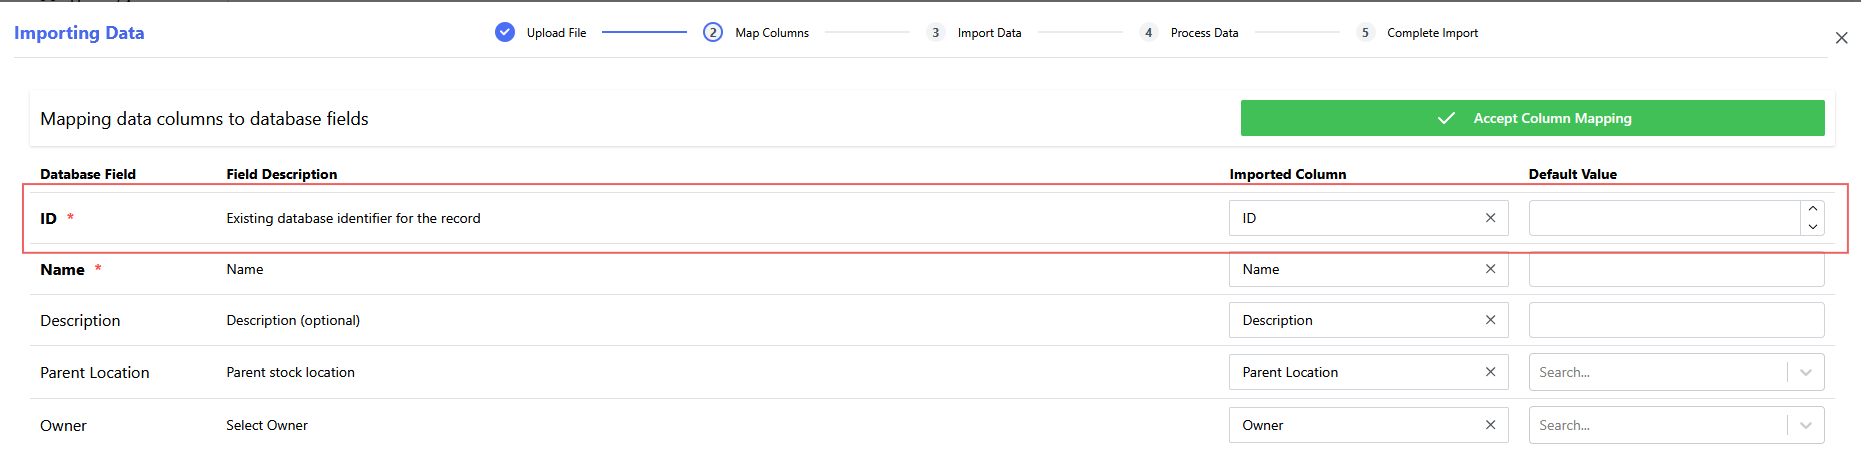 Importing Data
Upload File
2 Map Columns
3 Import Data
4 Process Data
5 Complete Import
Mapping data columns to database fields
Accept Column Mapping
Database Field Field Description Imported Column Default Value
ID * Existing database identifier for the record ID
Name * Name Name
Description Description (optional) Description
Parent Location Parent stock location Parent Location Search...
Owner Select Owner Owner Search...